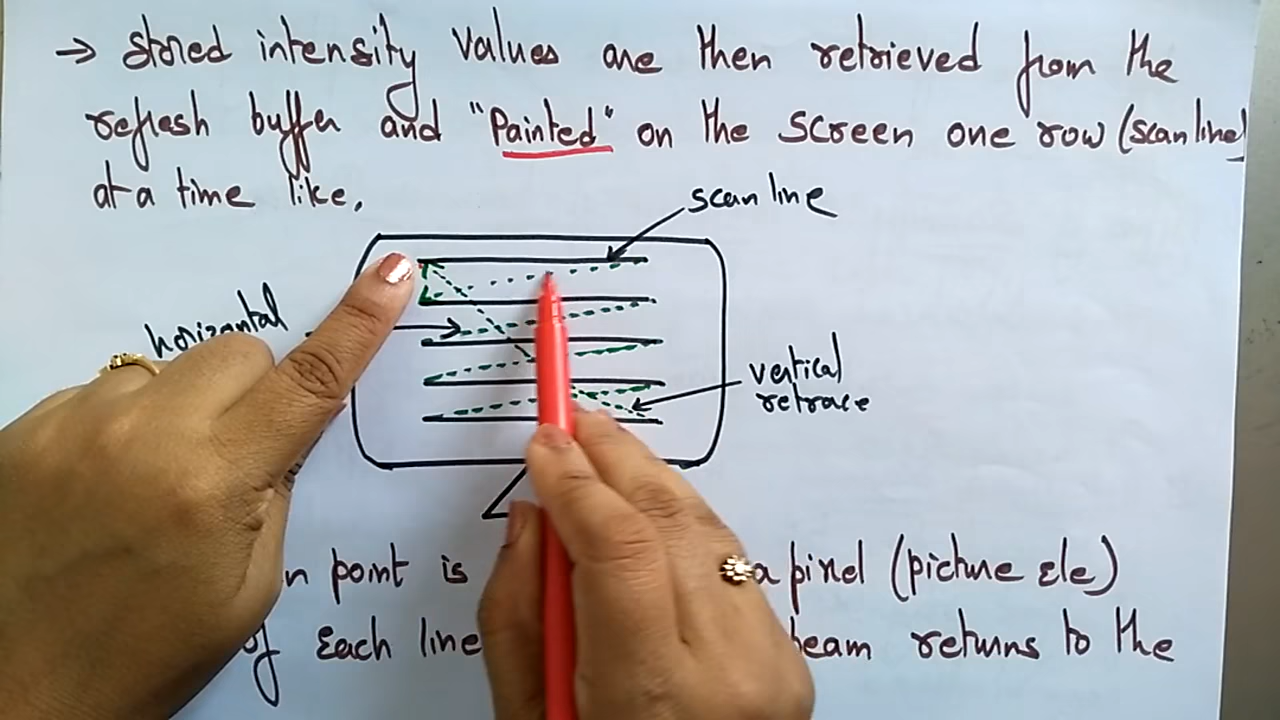 → stored intensity values are then retrieved from the
refresh buffer and "Painted" on the screen one row (scanline)
at a time like,
scan line
horizontal
vertical
retrace
point is a pixel (picture ele)
of each line beam returns to the